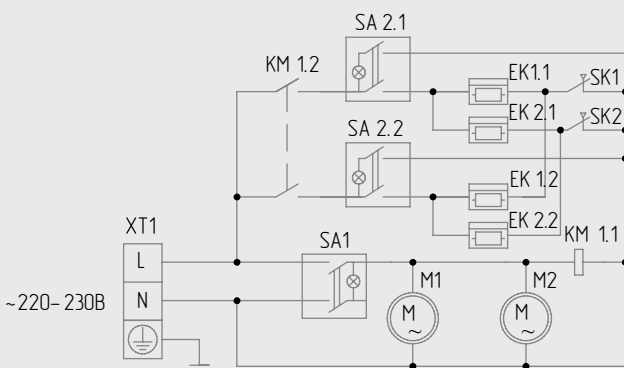 SA 2.1
KM 1.2
EK1.1
SK1
EK 2.1
SK2
SA 2.2
EK 1.2
EK 2.2
XT1
SA1
KM 1.1
L
M1
M2
~220-230В
N
M
~
M
~